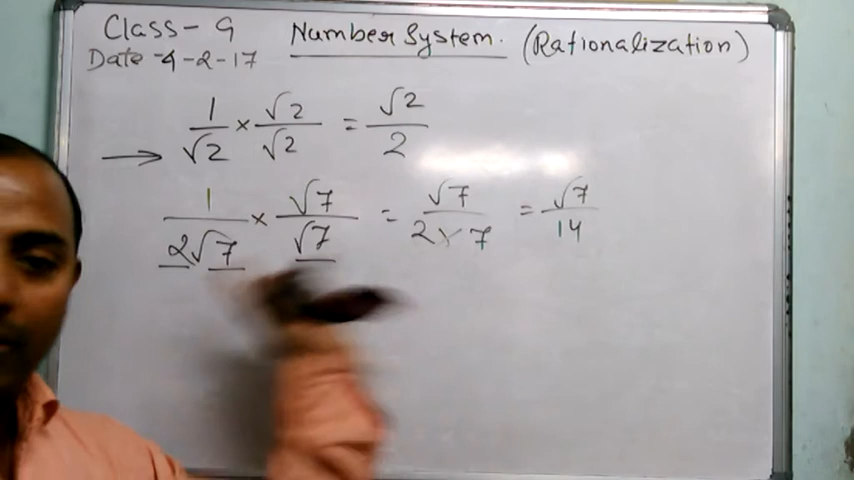 Class - 9 Number System. (Rationalization)
Date - 4-2-17
→ 1/√2 × √2/√2 = √2/2
1/2√7 × √7/√7 = √7/2×7 = √7/14